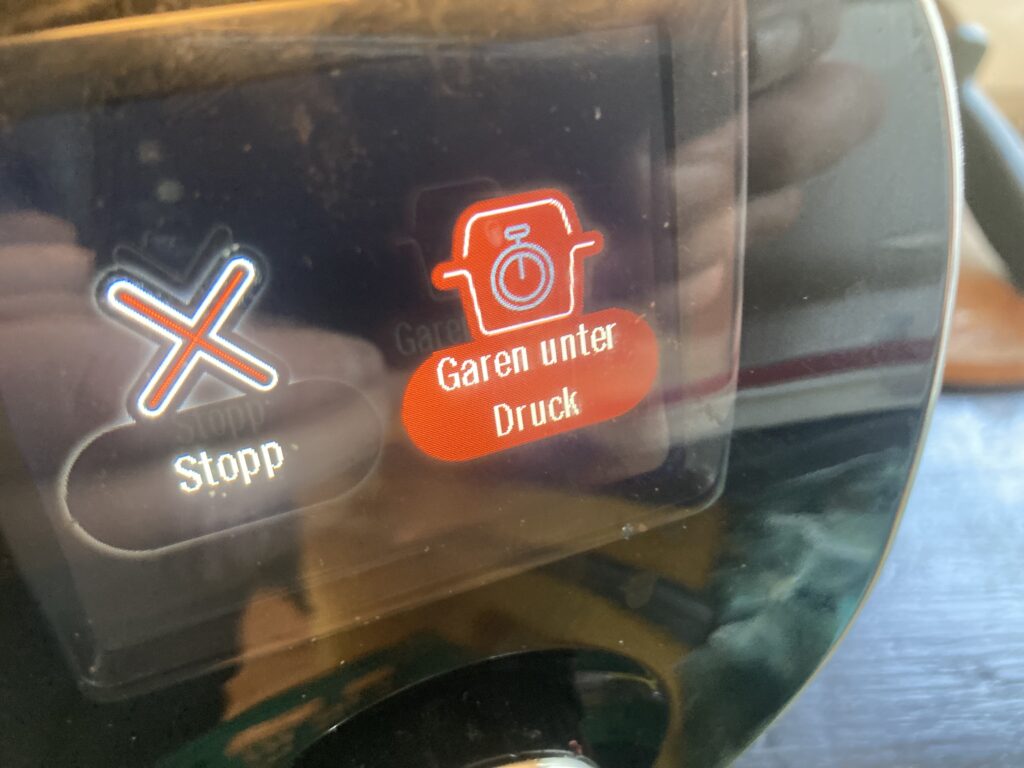 Stopp
Garen unter
Druck